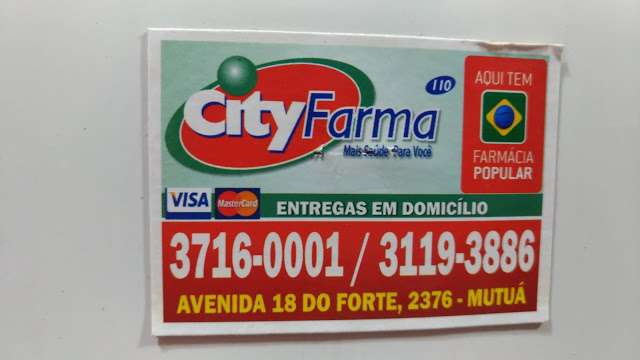 CityFarma
110
Mais Saúde Para Você
AQUI TEM
FARMÁCIA
POPULAR
VISA
MasterCard
ENTREGAS EM DOMICÍLIO
3716-0001 / 3119-3886
AVENIDA 18 DO FORTE, 2376 - MUTUÁ